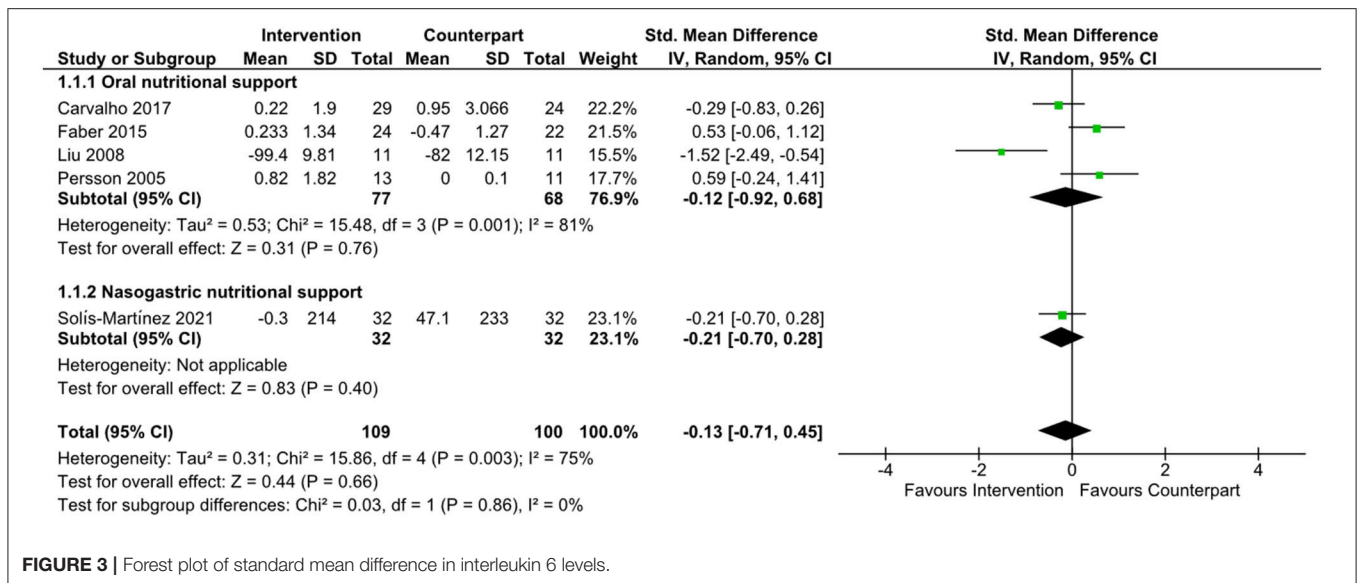 Intervention Counterpart Std. Mean Difference Std. Mean Difference
Study or Subgroup Mean SD Total Mean SD Total Weight IV, Random, 95% CI IV, Random, 95% CI
1.1.1 Oral nutritional support
Carvalho 2017 0.22 1.9 29 0.95 3.066 24 22.2% -0.29 [-0.83, 0.26]
Faber 2015 0.233 1.34 24 -0.47 1.27 22 21.5% 0.53 [-0.06, 1.12]
Liu 2008 -99.4 9.81 11 -82 12.15 11 15.5% -1.52 [-2.49, -0.54]
Persson 2005 0.82 1.82 13 0 0.1 11 17.7% 0.59 [-0.24, 1.41]
Subtotal (95% CI) 77 68 76.9% -0.12 [-0.92, 0.68]
Heterogeneity: Tau² = 0.53; Chi² = 15.48, df = 3 (P = 0.001); I² = 81%
Test for overall effect: Z = 0.31 (P = 0.76)
1.1.2 Nasogastric nutritional support
Solís-Martínez 2021 -0.3 214 32 47.1 233 32 23.1% -0.21 [-0.70, 0.28]
Subtotal (95% CI) 32 32 23.1% -0.21 [-0.70, 0.28]
Heterogeneity: Not applicable
Test for overall effect: Z = 0.83 (P = 0.40)
Total (95% CI) 109 100 100.0% -0.13 [-0.71, 0.45]
Heterogeneity: Tau² = 0.31; Chi² = 15.86, df = 4 (P = 0.003); I² = 75%
Test for overall effect: Z = 0.44 (P = 0.66)
Test for subgroup differences: Chi² = 0.03, df = 1 (P = 0.86), I² = 0%
-4 -2 0 2 4
Favours Intervention Favours Counterpart
FIGURE 3 | Forest plot of standard mean difference in interleukin 6 levels.